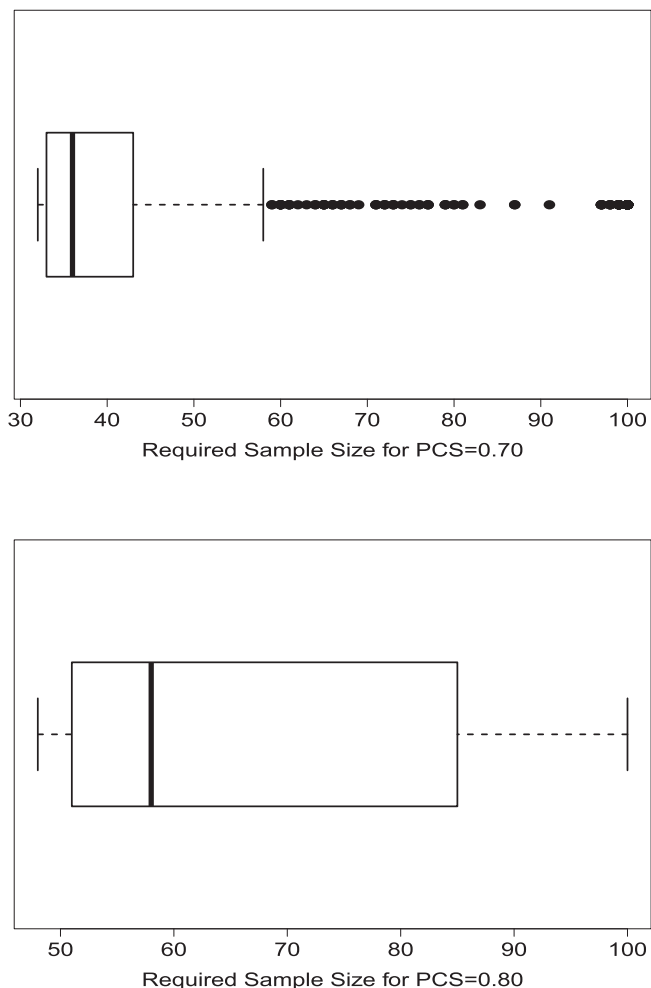 30 40 50 60 70 80 90 100
Required Sample Size for PCS=0.70
50 60 70 80 90 100
Required Sample Size for PCS=0.80